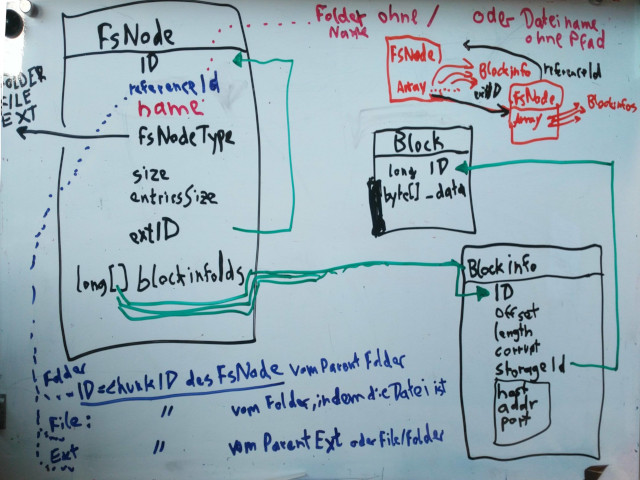 FsNode
ID
referenceId
name
FsNodeType
size
entriesSize
extID
long[] blockinfoIds
FOLDER
FILE
EXT
Folder ohne / oder Dateiname
Name ohne Pfad
FsNode
Array
Blockinfo
extID
referenceId
FsNode
Array
Blockinfos
Block
long ID
byte[] _data
Blockinfo
ID
offset
length
corrupt
storageId
host
addr
port
Folder ID=ChunkID des FsNode vom Parent Folder
File: " vom Folder, indem die Datei ist
Ext " vom Parent Ext oder File/Folder